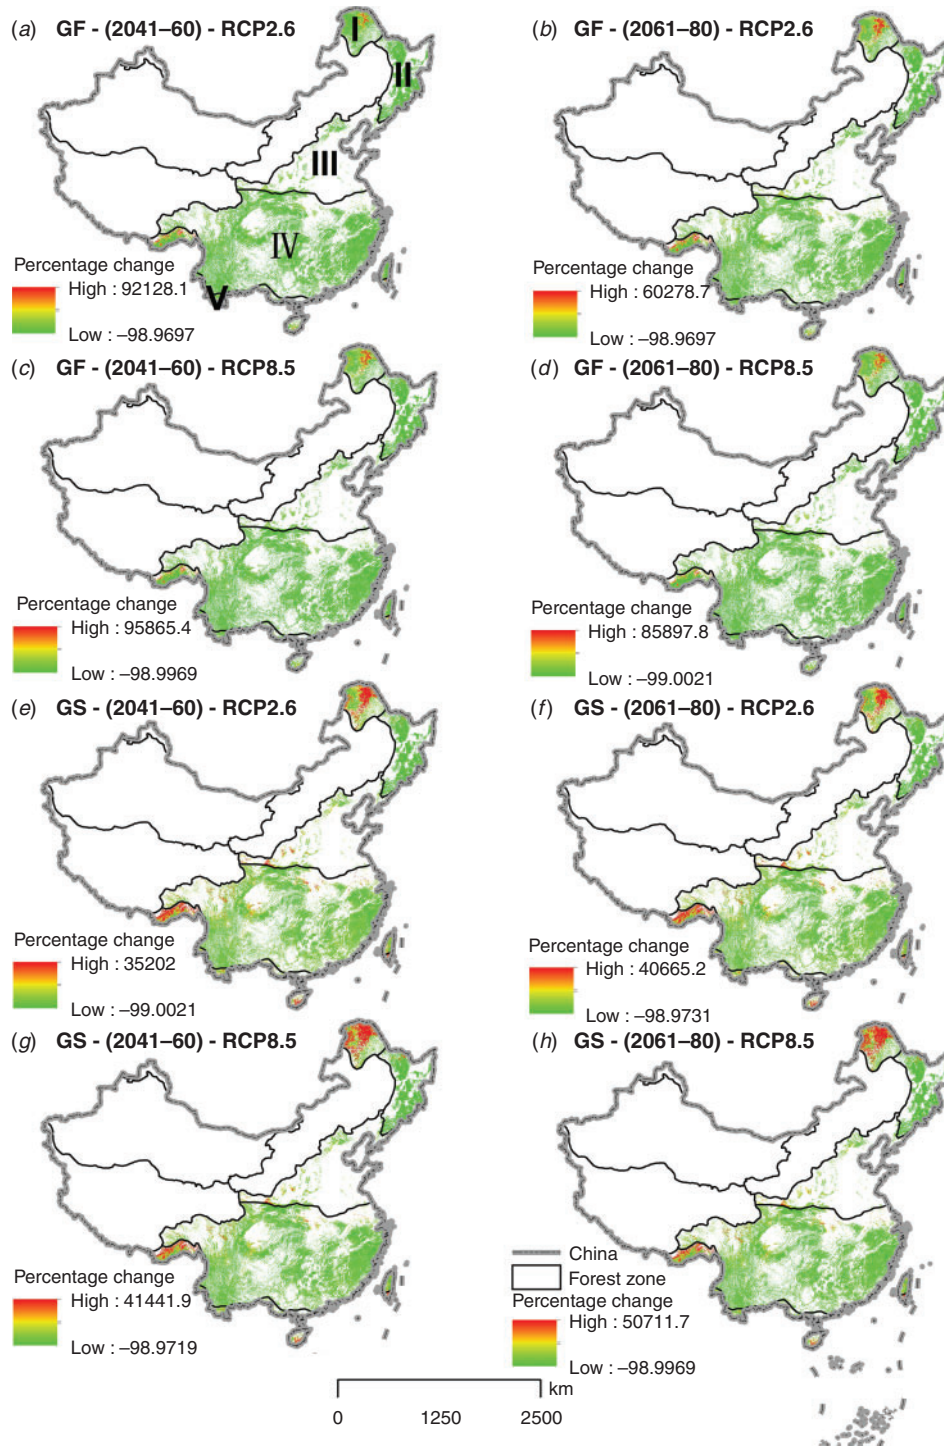 (a) GF - (2041–60) - RCP2.6
I
II
III
IV
V
Percentage change
High : 92128.1
Low : –98.9697
(b) GF - (2061–80) - RCP2.6
Percentage change
High : 60278.7
Low : –98.9697
(c) GF - (2041–60) - RCP8.5
Percentage change
High : 95865.4
Low : –98.9969
(d) GF - (2061–80) - RCP8.5
Percentage change
High : 85897.8
Low : –99.0021
(e) GS - (2041–60) - RCP2.6
Percentage change
High : 35202
Low : –99.0021
(f) GS - (2061–80) - RCP2.6
Percentage change
High : 40665.2
Low : –98.9731
(g) GS - (2041–60) - RCP8.5
Percentage change
High : 41441.9
Low : –98.9719
(h) GS - (2061–80) - RCP8.5
China
Forest zone
Percentage change
High : 50711.7
Low : –98.9969
km
0 1250 2500